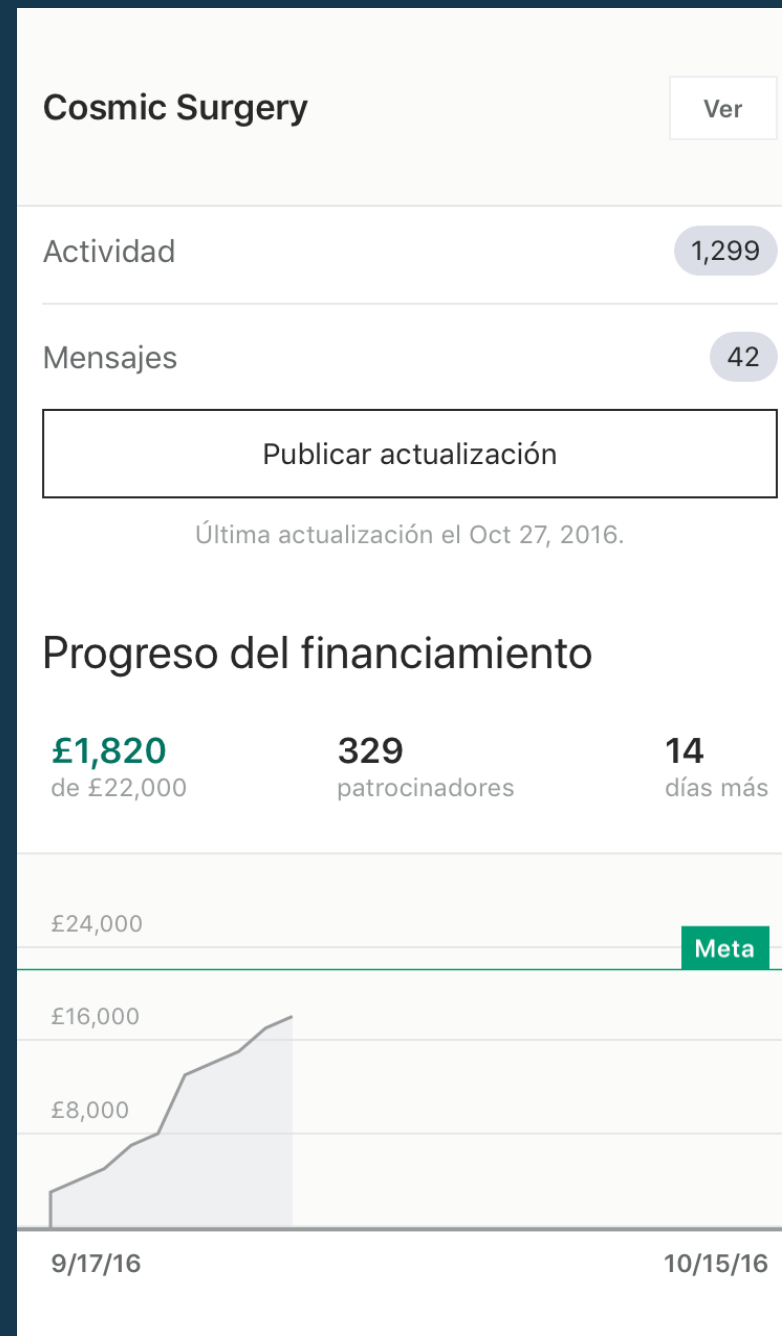 Cosmic Surgery
Ver
Actividad
1,299
Mensajes
42
Publicar actualización
Última actualización el Oct 27, 2016.
Progreso del financiamiento
£1,820
de £22,000
329
patrocinadores
14
días más
£24,000
Meta
£16,000
£8,000
9/17/16
10/15/16